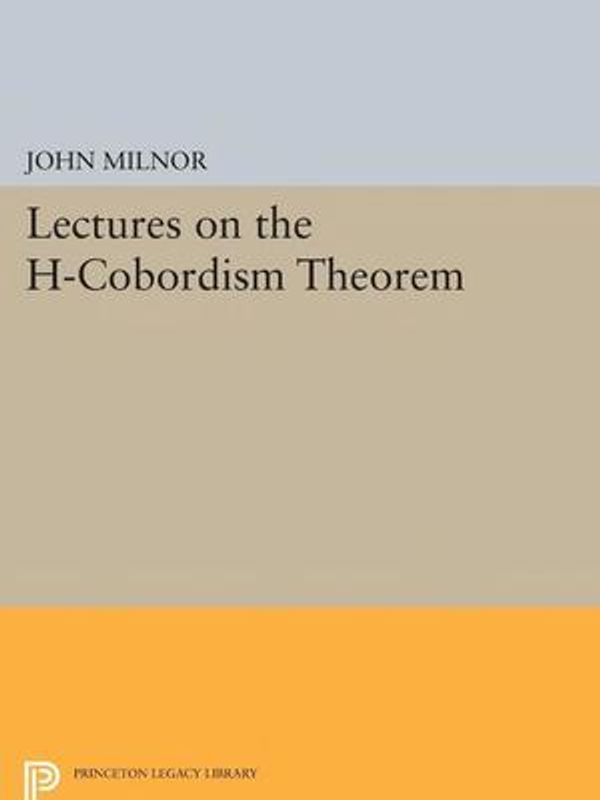 JOHN MILNOR
Lectures on the
H-Cobordism Theorem
PRINCETON LEGACY LIBRARY